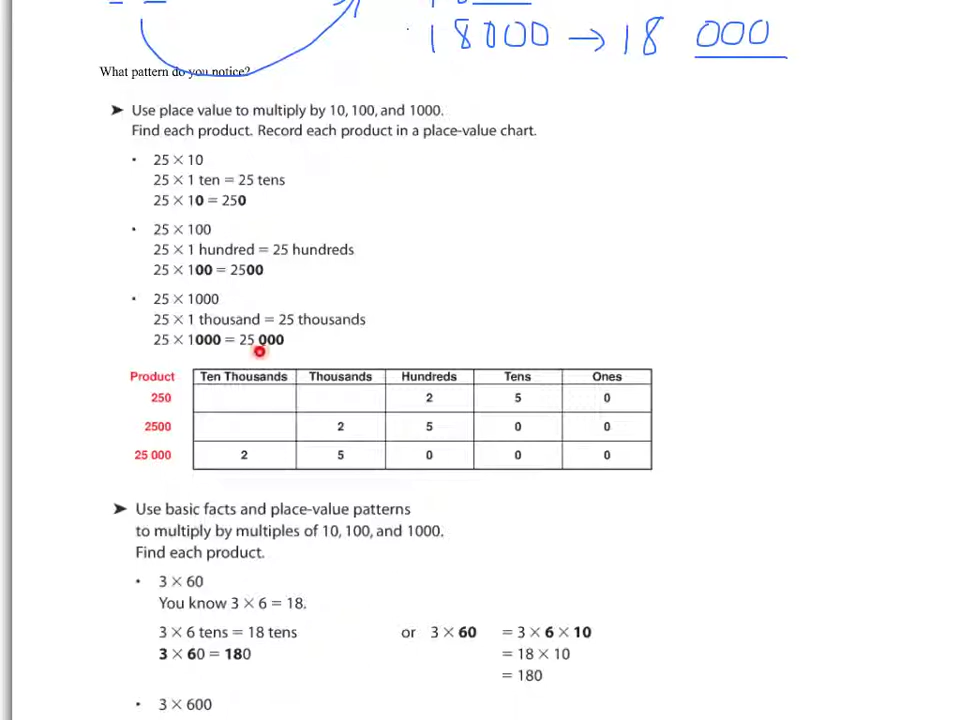 18000 → 18 000
What pattern do you notice?
➤ Use place value to multiply by 10, 100, and 1000.
Find each product. Record each product in a place-value chart.
• 25 × 10
25 × 1 ten = 25 tens
25 × 10 = 250
• 25 × 100
25 × 1 hundred = 25 hundreds
25 × 100 = 2500
• 25 × 1000
25 × 1 thousand = 25 thousands
25 × 1000 = 25 000
Product Ten Thousands Thousands Hundreds Tens Ones
250 2 5 0
2500 2 5 0 0
25 000 2 5 0 0 0
➤ Use basic facts and place-value patterns
to multiply by multiples of 10, 100, and 1000.
Find each product.
• 3 × 60
You know 3 × 6 = 18.
3 × 6 tens = 18 tens or 3 × 60 = 3 × 6 × 10
3 × 60 = 180 = 18 × 10
= 180
• 3 × 600